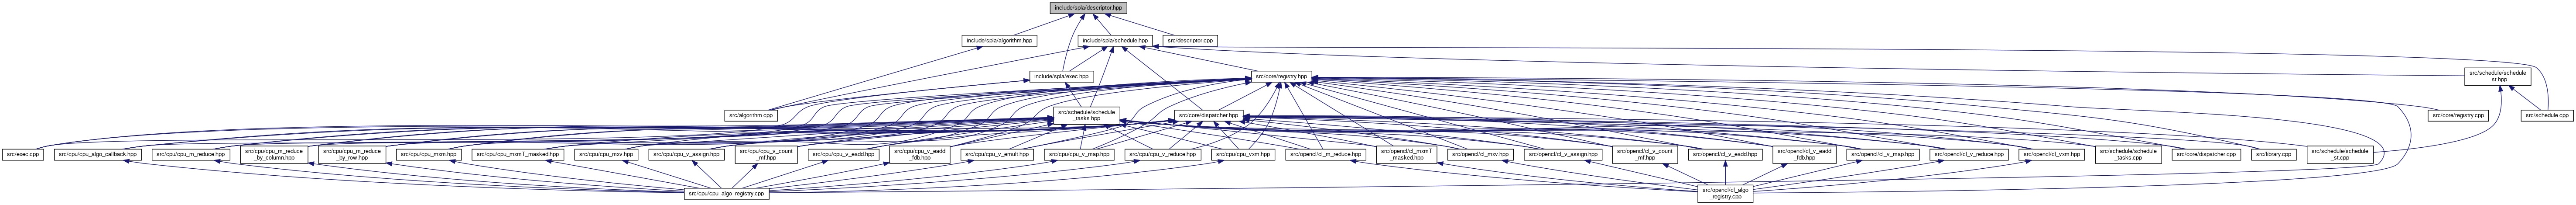 include/spla/descriptor.hpp
include/spla/algorithm.hpp
include/spla/schedule.hpp
src/descriptor.cpp
include/spla/exec.hpp
src/core/registry.hpp
src/schedule/schedule
_st.hpp
src/algorithm.cpp
src/schedule/schedule
_tasks.hpp
src/core/dispatcher.hpp
src/core/registry.cpp
src/schedule.cpp
src/exec.cpp
src/cpu/cpu_algo_callback.hpp
src/cpu/cpu_m_reduce.hpp
src/cpu/cpu_m_reduce
_by_column.hpp
src/cpu/cpu_m_reduce
_by_row.hpp
src/cpu/cpu_mxm.hpp
src/cpu/cpu_mxmT_masked.hpp
src/cpu/cpu_mxv.hpp
src/cpu/cpu_v_assign.hpp
src/cpu/cpu_v_count
_mf.hpp
src/cpu/cpu_v_eadd.hpp
src/cpu/cpu_v_eadd
_fdb.hpp
src/cpu/cpu_v_emult.hpp
src/cpu/cpu_v_map.hpp
src/cpu/cpu_v_reduce.hpp
src/cpu/cpu_vxm.hpp
src/opencl/cl_m_reduce.hpp
src/opencl/cl_mxmT
_masked.hpp
src/opencl/cl_mxv.hpp
src/opencl/cl_v_assign.hpp
src/opencl/cl_v_count
_mf.hpp
src/opencl/cl_v_eadd.hpp
src/opencl/cl_v_eadd
_fdb.hpp
src/opencl/cl_v_map.hpp
src/opencl/cl_v_reduce.hpp
src/opencl/cl_vxm.hpp
src/schedule/schedule
_tasks.cpp
src/core/dispatcher.cpp
src/library.cpp
src/schedule/schedule
_st.cpp
src/cpu/cpu_algo_registry.cpp
src/opencl/cl_algo
_registry.cpp